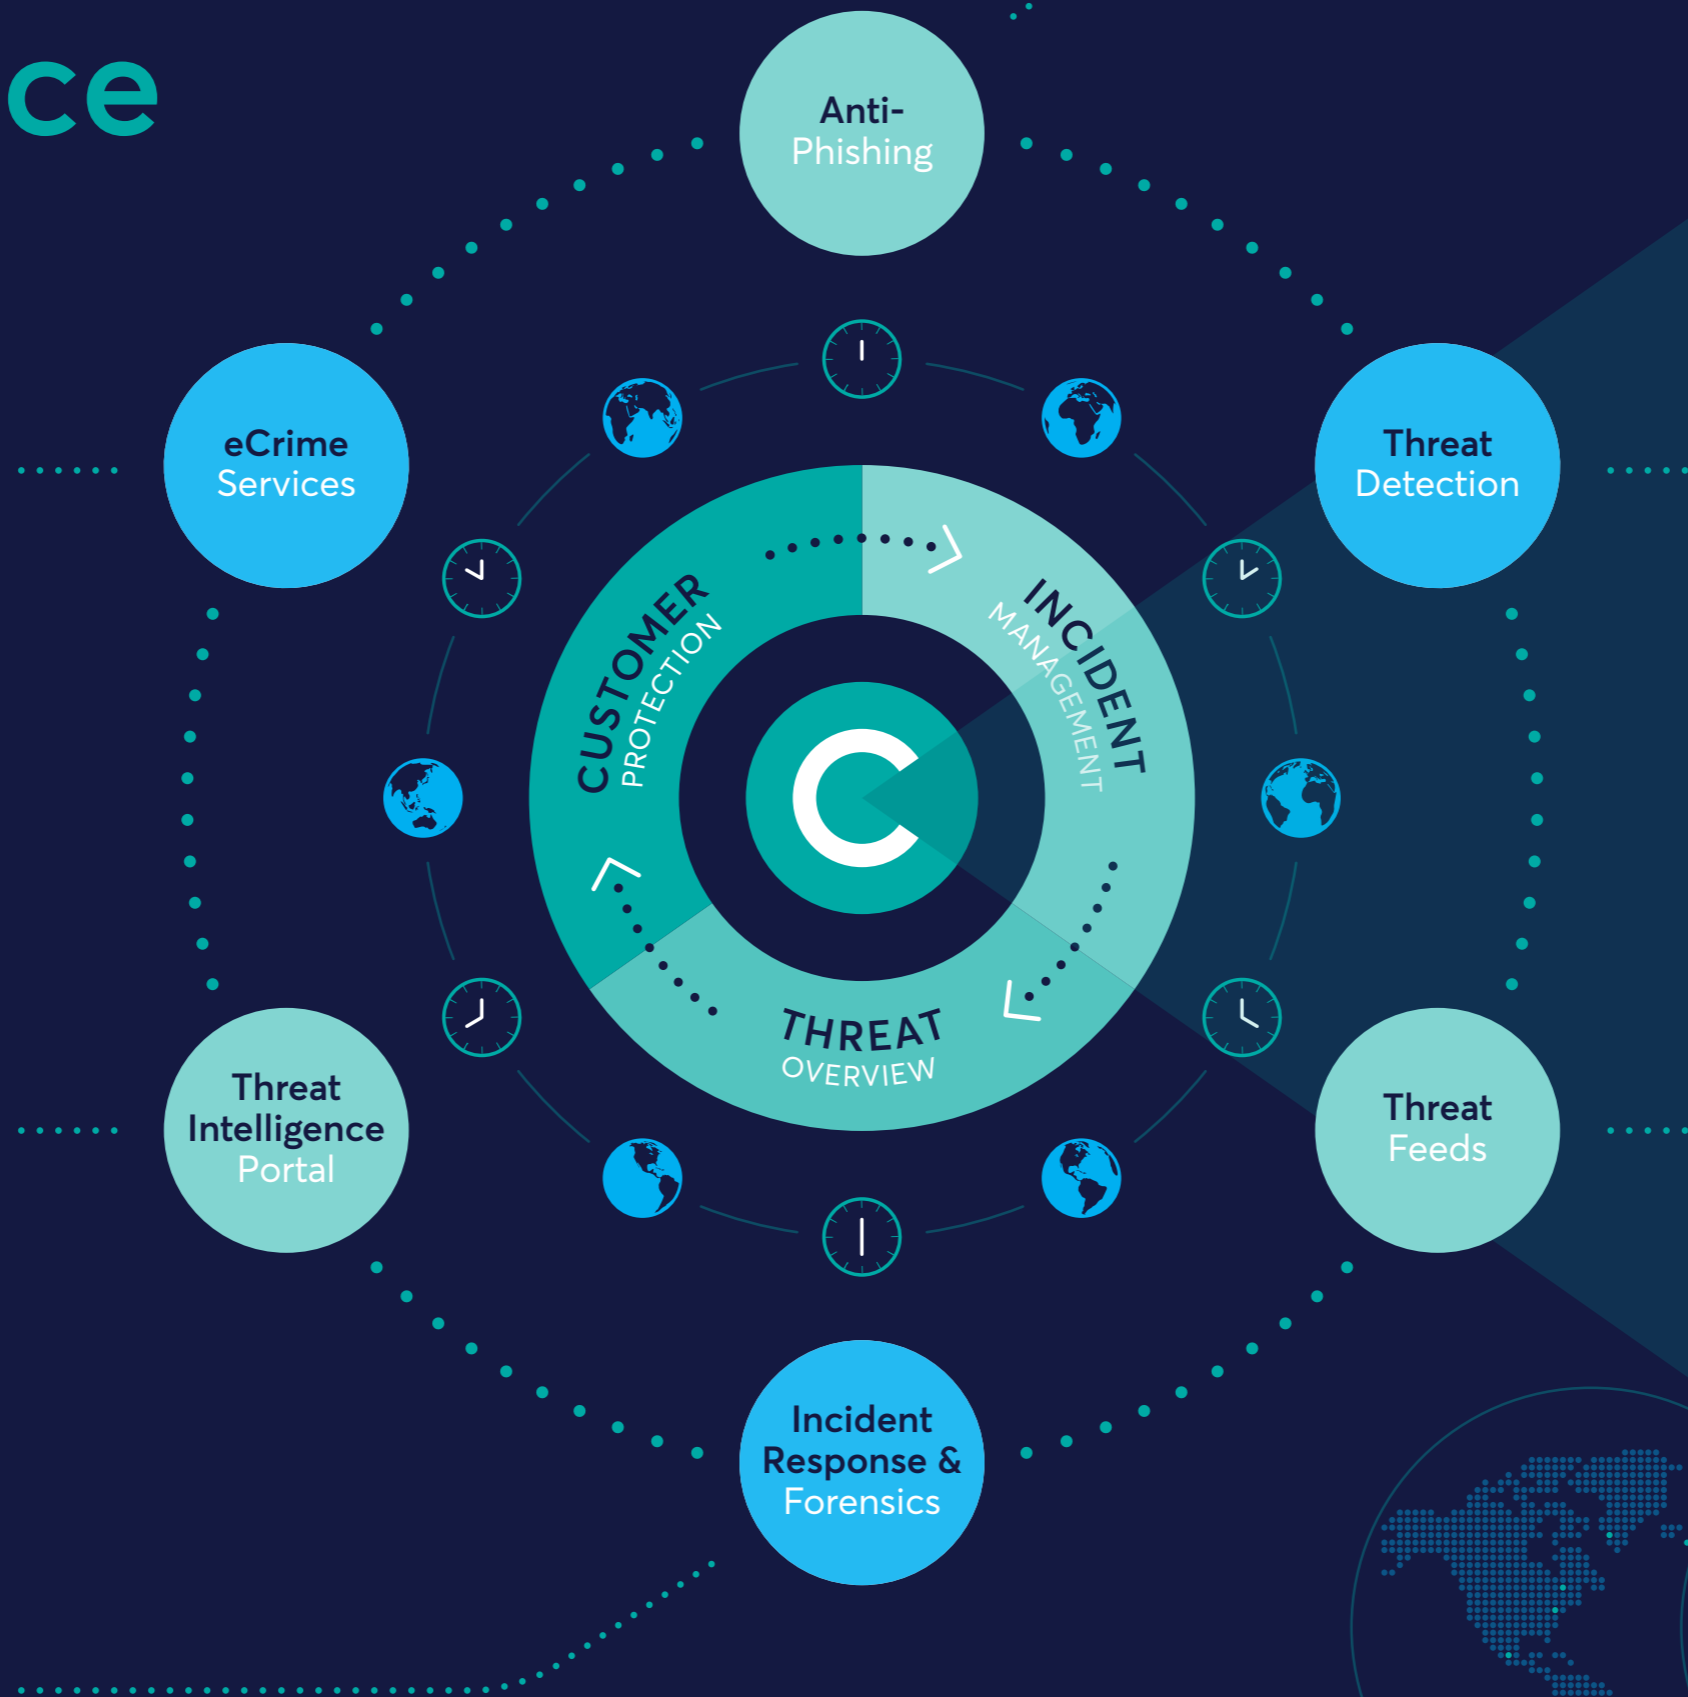 ce
Anti-
Phishing
eCrime
Services
Threat
Detection
CUSTOMER
PROTECTION
INCIDENT
MANAGEMENT
C
THREAT
OVERVIEW
Threat
Intelligence
Portal
Threat
Feeds
Incident
Response &
Forensics